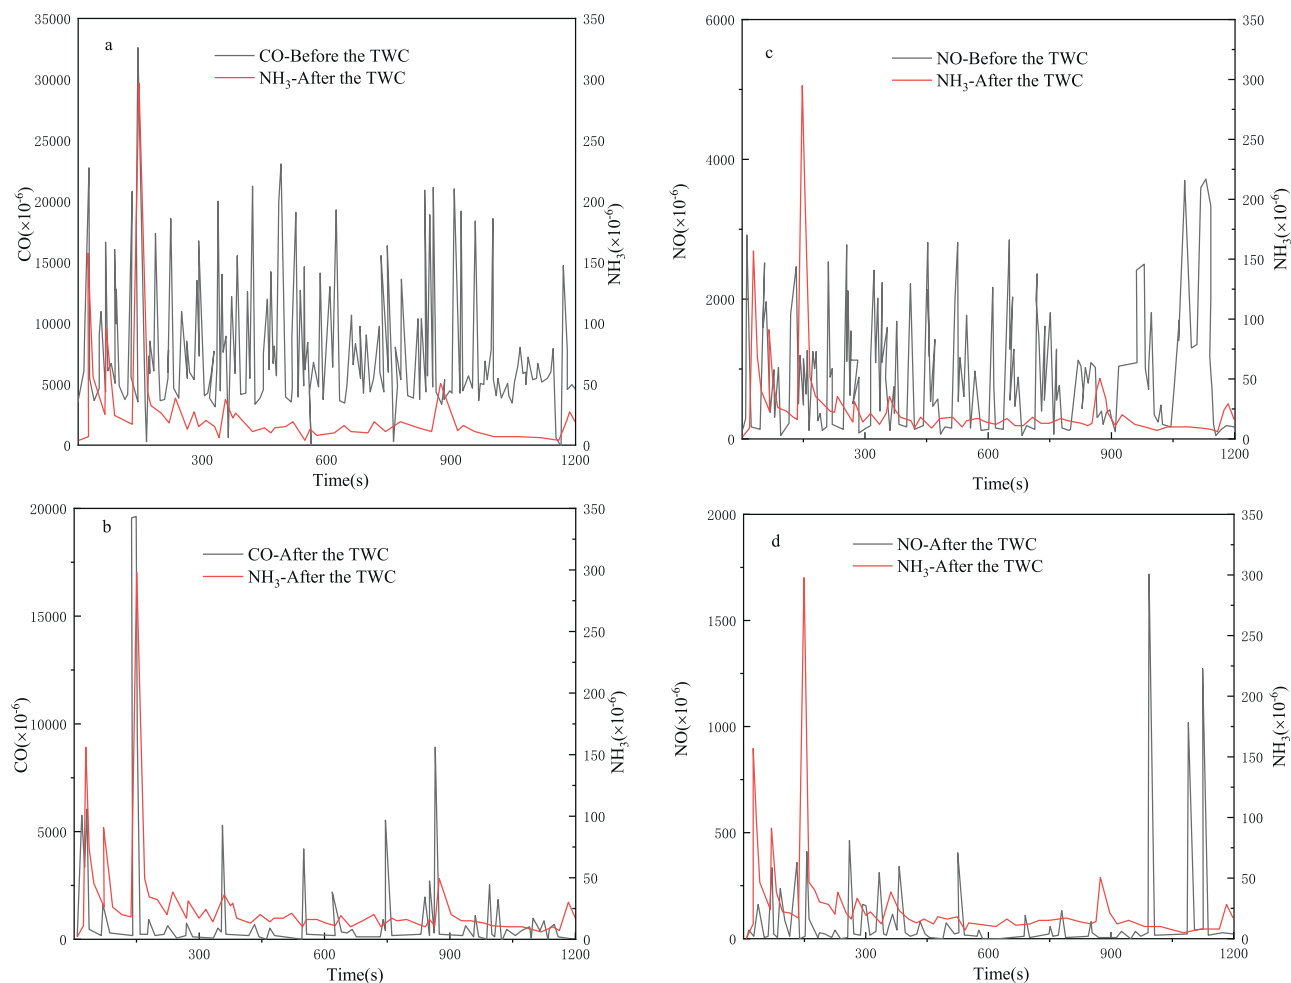 a
CO-Before the TWC
NH₃-After the TWC
35000
30000
25000
20000
15000
10000
5000
0
350
300
250
200
150
100
50
0
300
600
900
1200
CO(×10⁻⁶)
NH₃(×10⁻⁶)
Time(s)
c
NO-Before the TWC
NH₃-After the TWC
6000
4000
2000
0
350
300
250
200
150
100
50
0
300
600
900
1200
NO(×10⁻⁶)
NH₃(×10⁻⁶)
Time(s)
b
CO-After the TWC
NH₃-After the TWC
20000
15000
10000
5000
0
350
300
250
200
150
100
50
0
300
600
900
1200
CO(×10⁻⁶)
NH₃(×10⁻⁶)
Time(s)
d
NO-After the TWC
NH₃-After the TWC
2000
1500
1000
500
0
350
300
250
200
150
100
50
0
300
600
900
1200
NO(×10⁻⁶)
NH₃(×10⁻⁶)
Time(s)